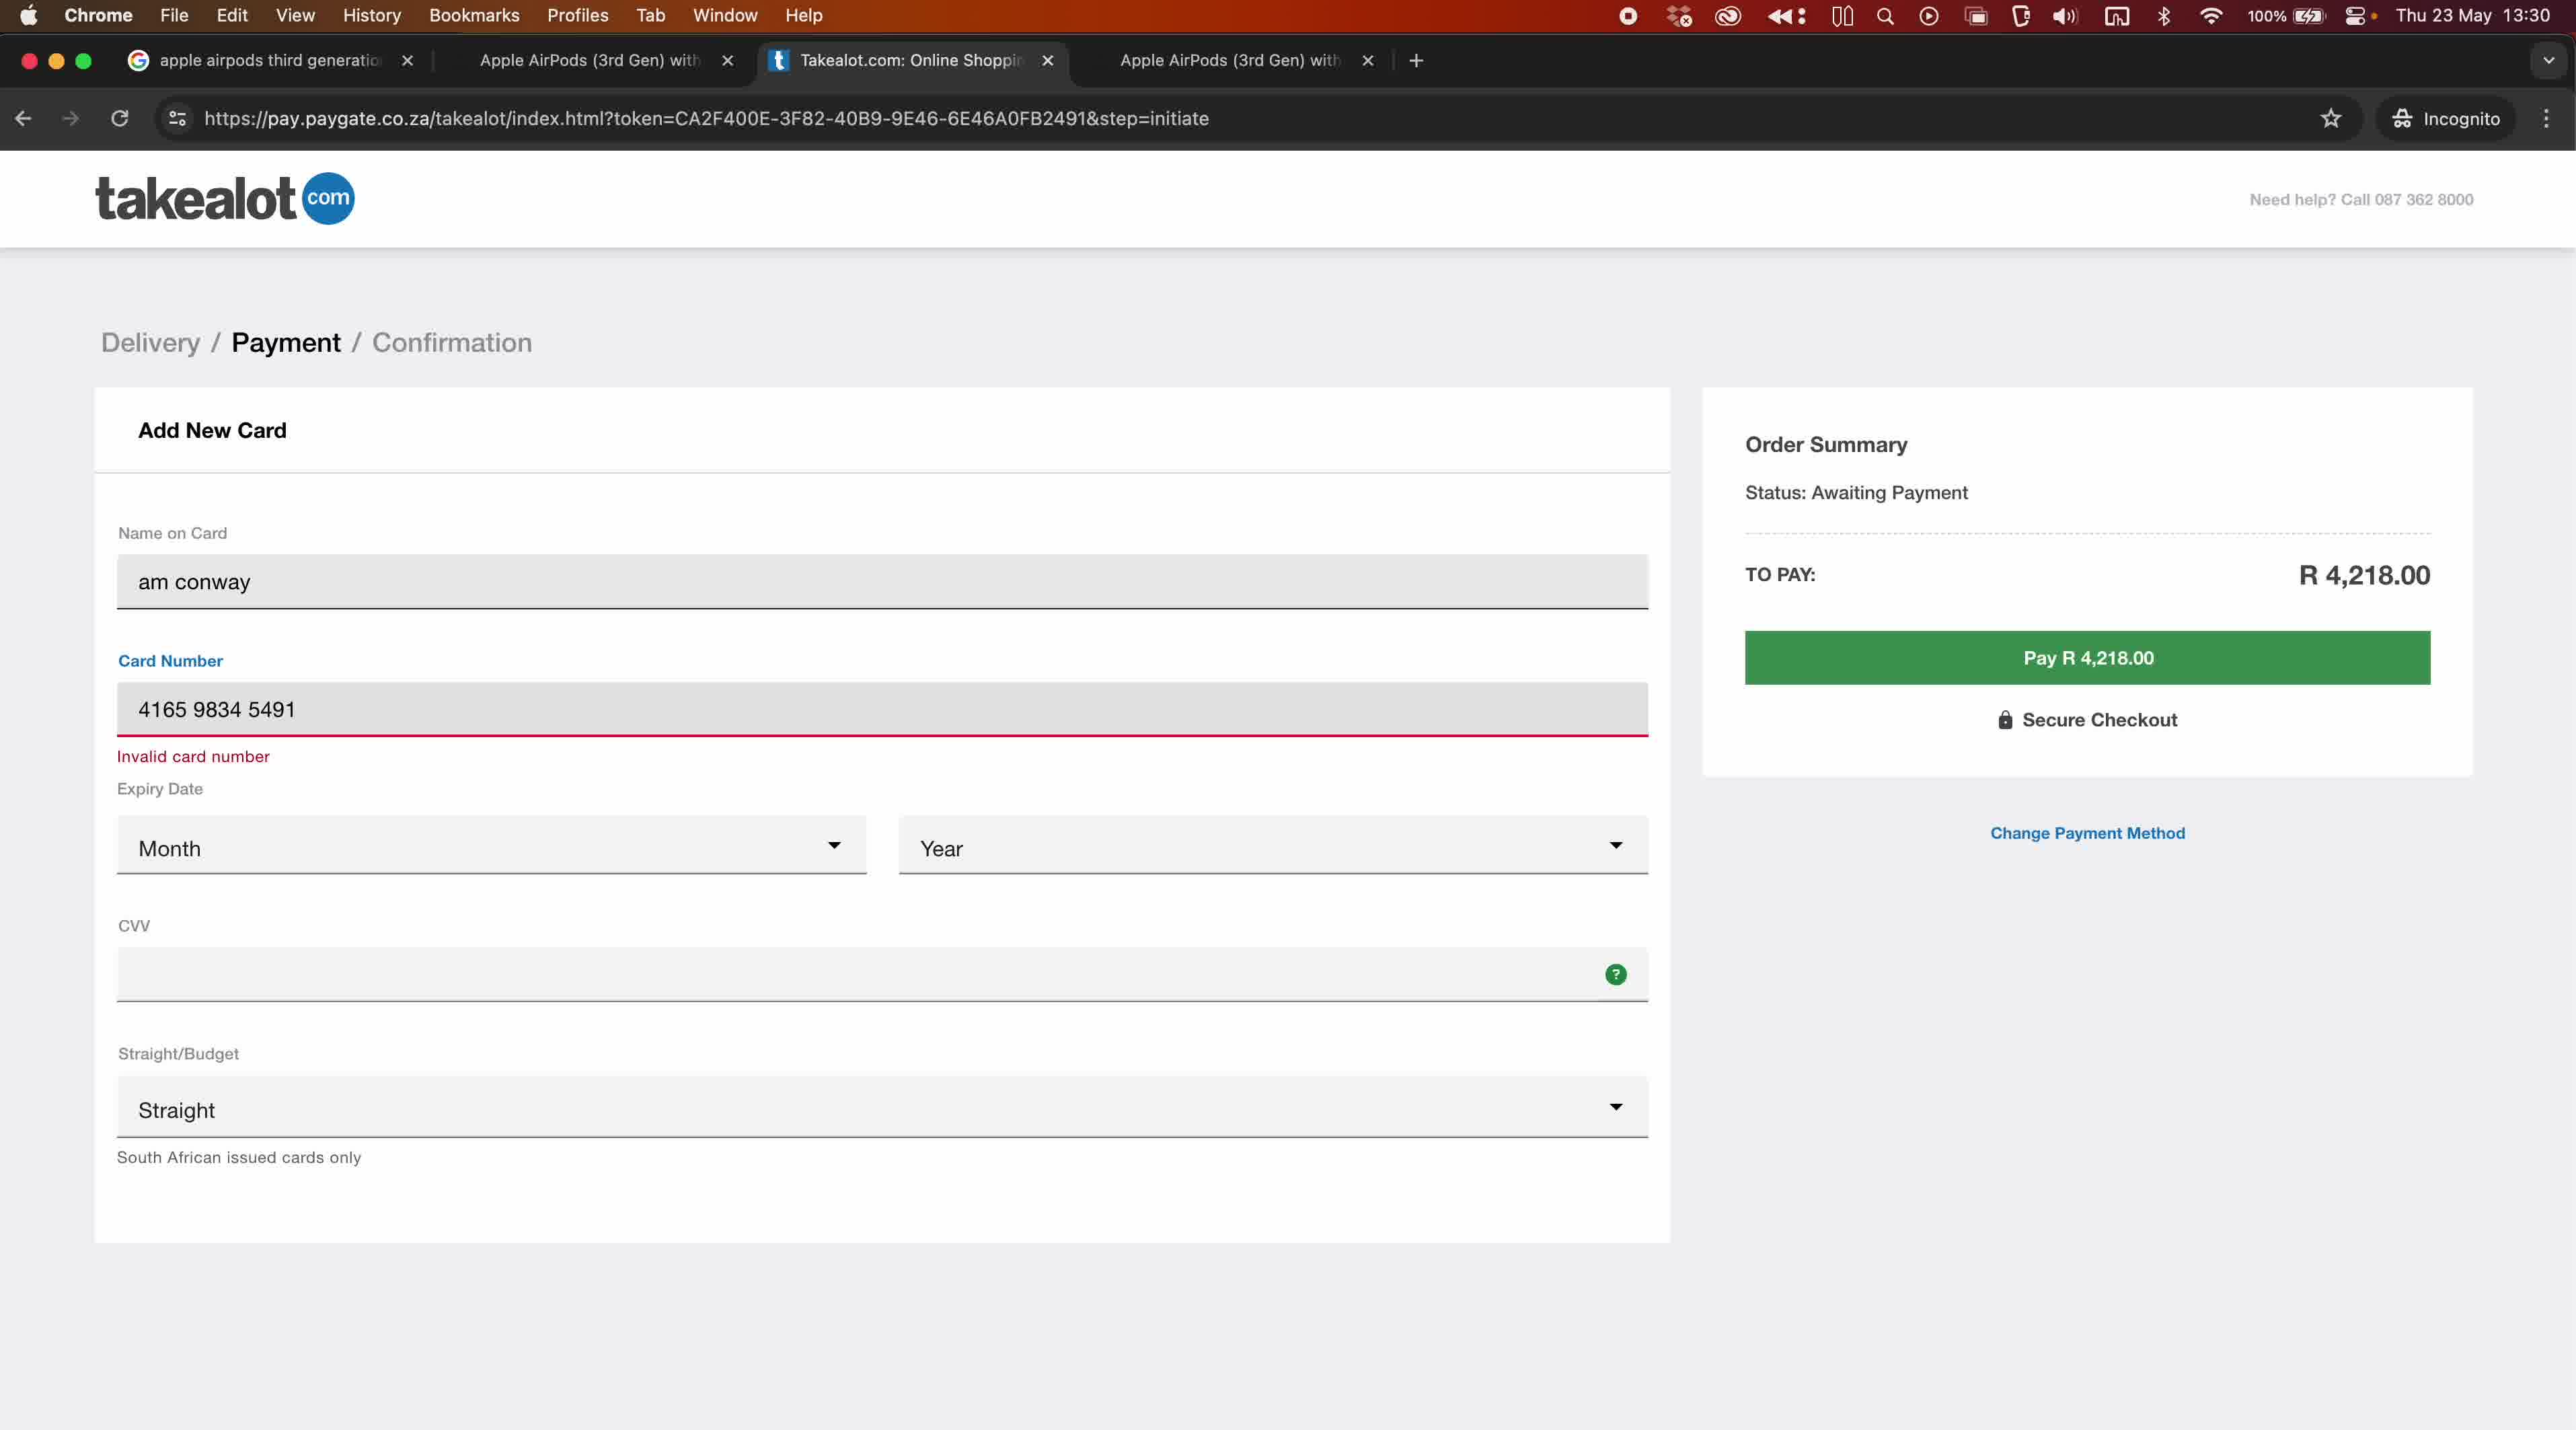 Chrome File Edit View History Bookmarks Profiles Tab Window Help 100% Thu 23 May 13:30
apple airpods third generatio Apple AirPods (3rd Gen) with Takealot.com: Online Shoppin Apple AirPods (3rd Gen) with
https://pay.paygate.co.za/takealot/index.html?token=CA2F400E-3F82-40B9-9E46-6E46A0FB2491&step=initiate Incognito
takealot com
Need help? Call 087 362 8000
Delivery / Payment / Confirmation
Add New Card
Name on Card
am conway
Card Number
4165 9834 5491
Invalid card number
Expiry Date
Month Year
CVV
?
Straight/Budget
Straight
South African issued cards only
Order Summary
Status: Awaiting Payment
TO PAY: R 4,218.00
Pay R 4,218.00
Secure Checkout
Change Payment Method